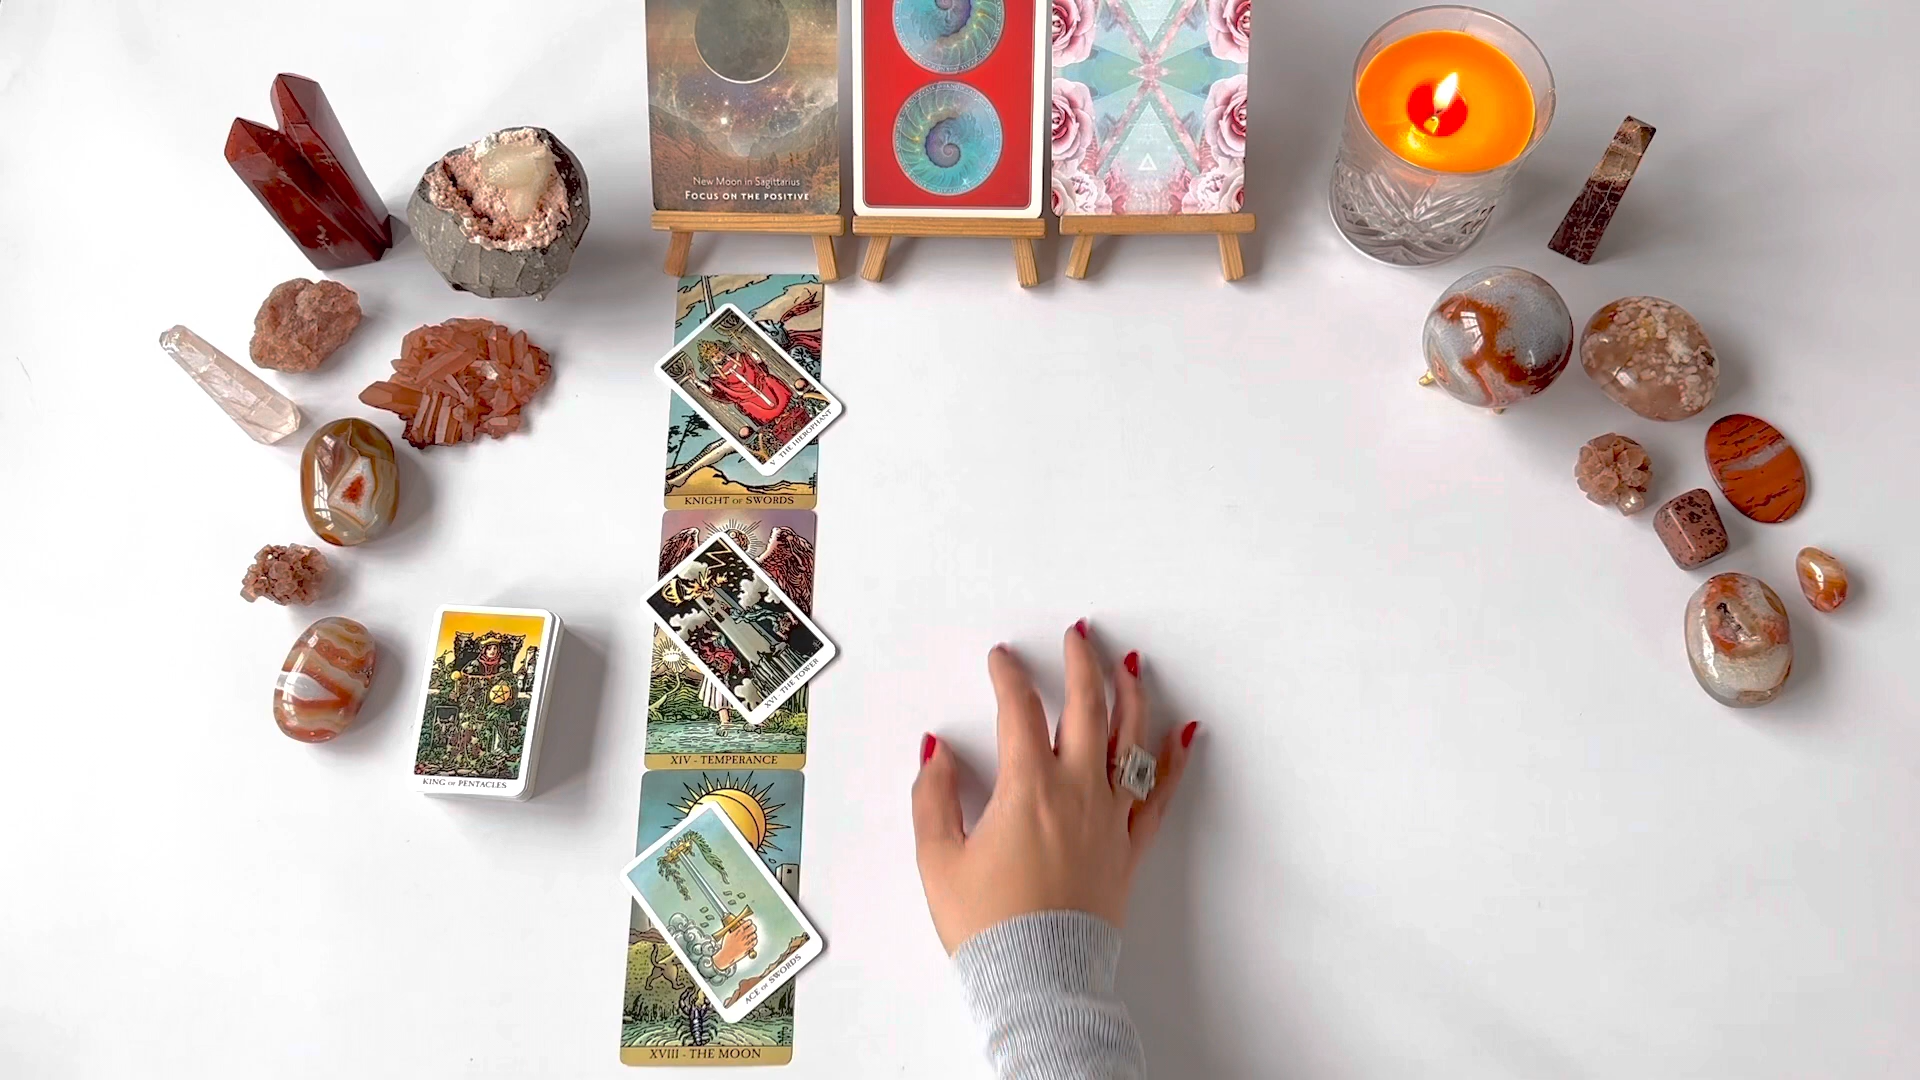 New Moon in Sagittarius
FOCUS ON THE POSITIVE
V THE HIEROPHANT
KNIGHT OF SWORDS
XVI THE TOWER
XIV - TEMPERANCE
KING OF PENTACLES
ACE OF SWORDS
XVIII - THE MOON